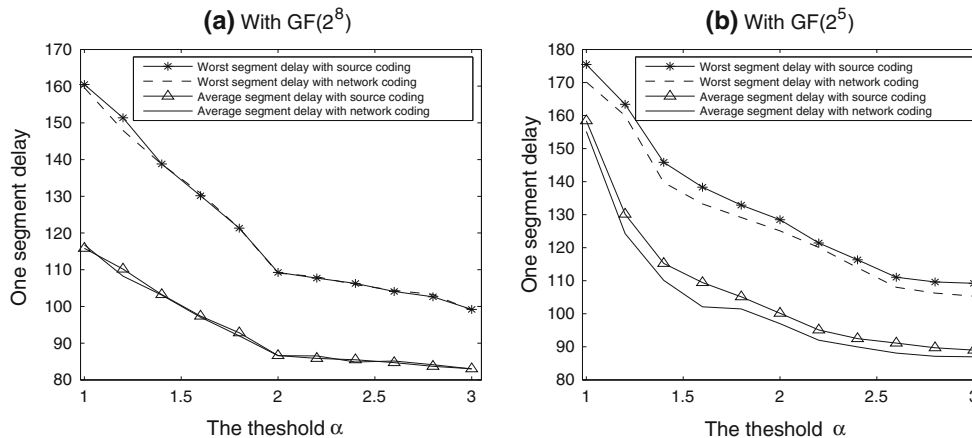 (a) With GF(2⁸)
One segment delay
170
160
150
140
130
120
110
100
90
80
Worst segment delay with source coding
Worst segment delay with network coding
Average segment delay with source coding
Average segment delay with network coding
1 1.5 2 2.5 3
The theshold α
(b) With GF(2⁵)
One segment delay
180
170
160
150
140
130
120
110
100
90
80
Worst segment delay with source coding
Worst segment delay with network coding
Average segment delay with source coding
Average segment delay with network coding
1 1.5 2 2.5 3
The theshold α